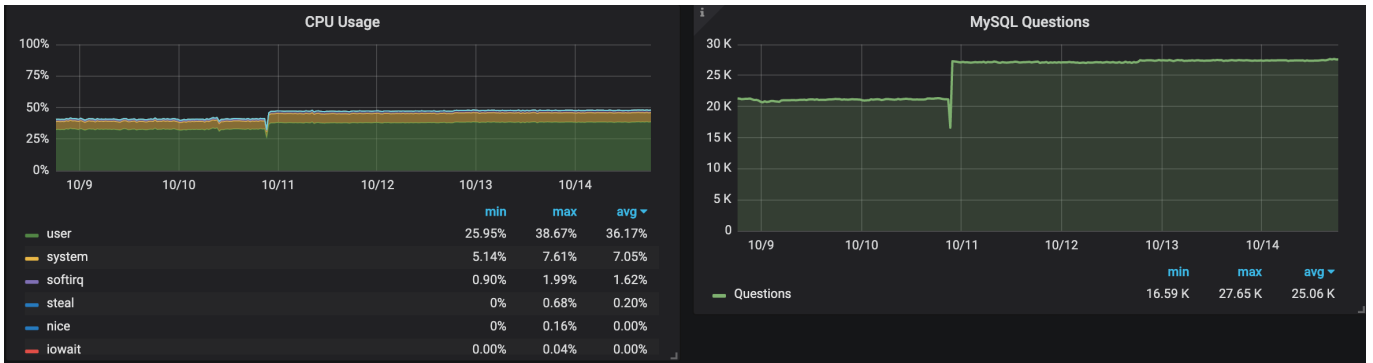 CPU Usage
100%
75%
50%
25%
0%
10/9 10/10 10/11 10/12 10/13 10/14
min max avg
user 25.95% 38.67% 36.17%
system 5.14% 7.61% 7.05%
softirq 0.90% 1.99% 1.62%
steal 0% 0.68% 0.20%
nice 0% 0.16% 0.00%
iowait 0.00% 0.04% 0.00%
i
MySQL Questions
30 K
25 K
20 K
15 K
10 K
5 K
0
10/9 10/10 10/11 10/12 10/13 10/14
min max avg
Questions 16.59 K 27.65 K 25.06 K